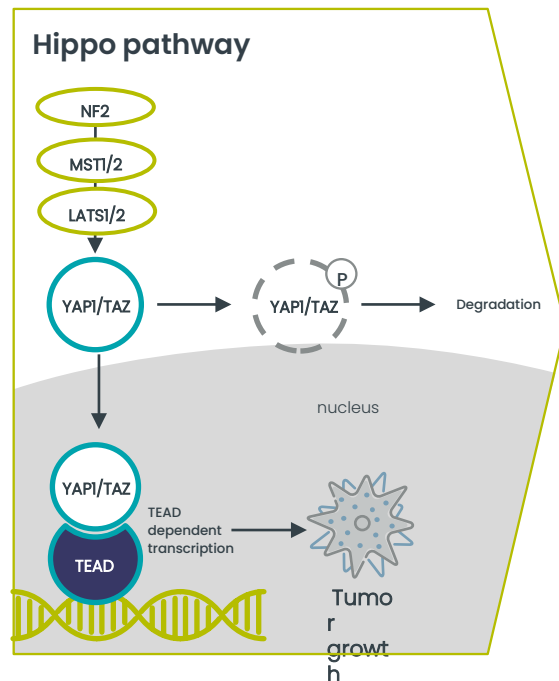 Hippo pathway
NF2
MST1/2
LATS1/2
YAP1/TAZ
YAP1/TAZ
P
Degradation
nucleus
YAP1/TAZ
TEAD
dependent
transcription
TEAD
Tumo
r
growt
h